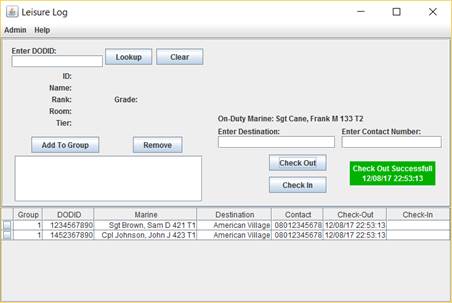 Leisure Log
Admin Help
Enter DODID:
Lookup Clear
ID:
Name:
Rank: Grade:
Room:
Tier:
On-Duty Marine: Sgt Cane, Frank M 133 T2
Enter Destination: Enter Contact Number:
Add To Group Remove
Check Out
Check In
Check Out Successfull
12/08/17 22:53:13
Group DODID Marine Destination Contact Check-Out Check-In
1 1234567890 Sgt Brown, Sam D 421 T1 American Village 08012345678 12/08/17 22:53:13
1 1452367890 Cpl Johnson, John J 423 T1 American Village 08012345678 12/08/17 22:53:13